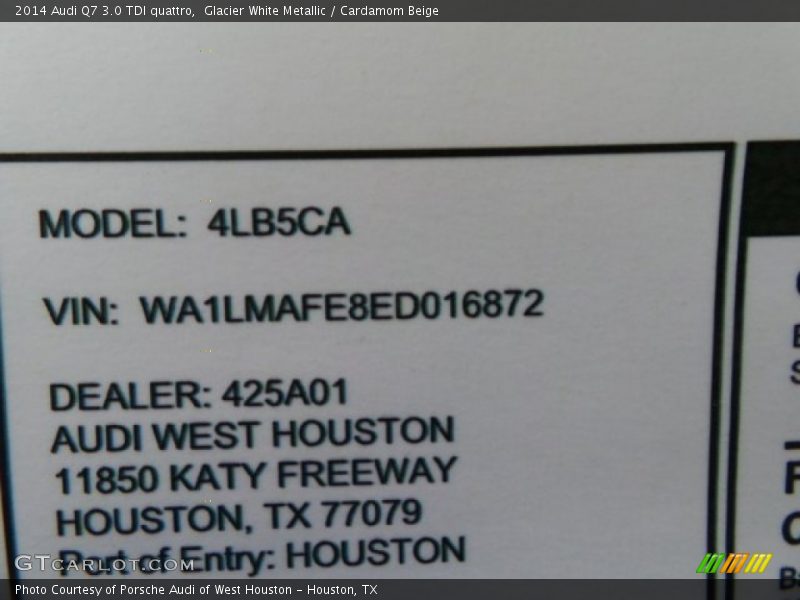 2014 Audi Q7 3.0 TDI quattro,  Glacier White Metallic / Cardamom Beige
MODEL: 4LB5CA
VIN: WA1LMAFE8ED016872
DEALER: 425A01
AUDI WEST HOUSTON
11850 KATY FREEWAY
HOUSTON, TX 77079
Port of Entry: HOUSTON
GTCARLOT.COM
Photo Courtesy of Porsche Audi of West Houston – Houston, TX